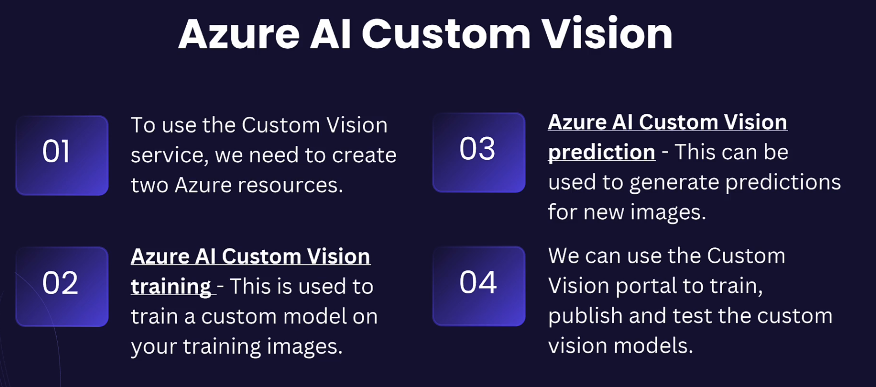 Azure AI Custom Vision
01
To use the Custom Vision
service, we need to create
two Azure resources.
02
Azure AI Custom Vision
training - This is used to
train a custom model on
your training images.
03
Azure AI Custom Vision
prediction - This can be
used to generate predictions
for new images.
04
We can use the Custom
Vision portal to train,
publish and test the custom
vision models.